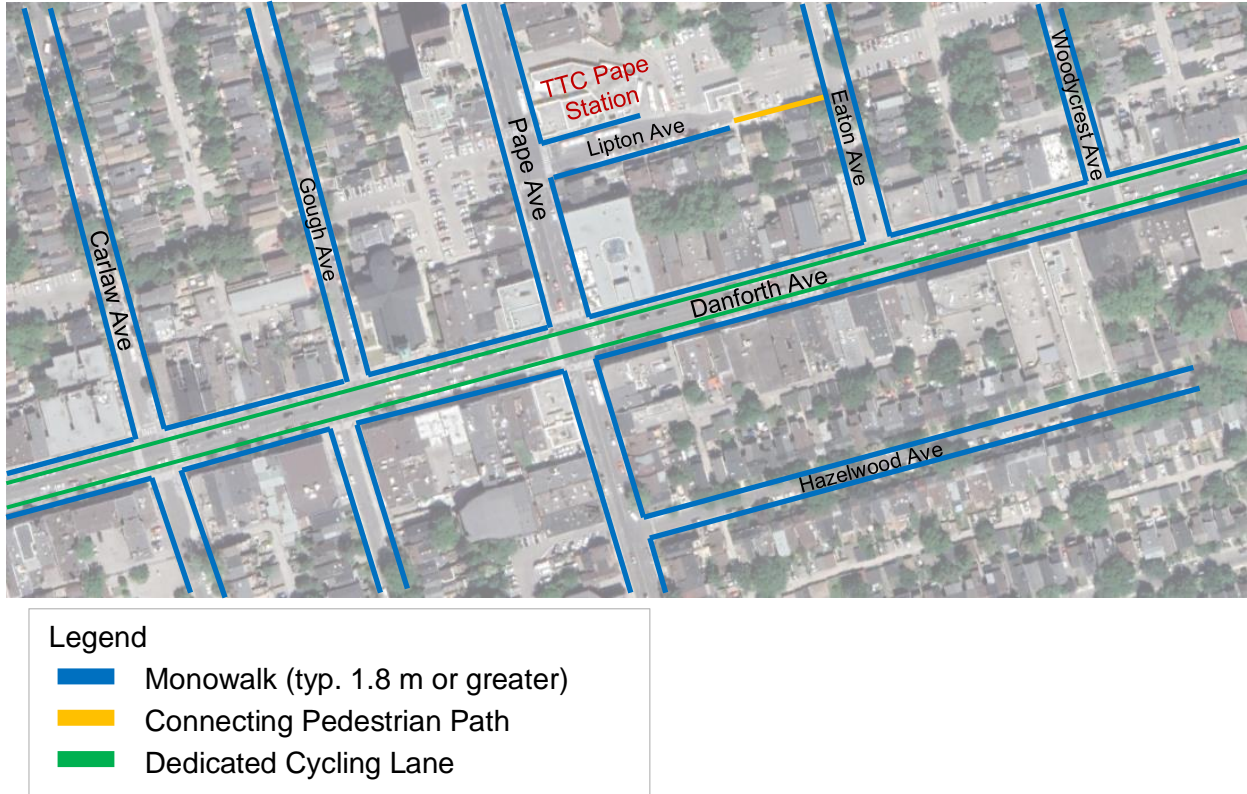 TTC Pape
Station
Lipton Ave
Pape Ave
Eaton Ave
Woodycrest Ave
Gough Ave
Carlaw Ave
Danforth Ave
Hazelwood Ave
Legend
Monowalk (typ. 1.8 m or greater)
Connecting Pedestrian Path
Dedicated Cycling Lane